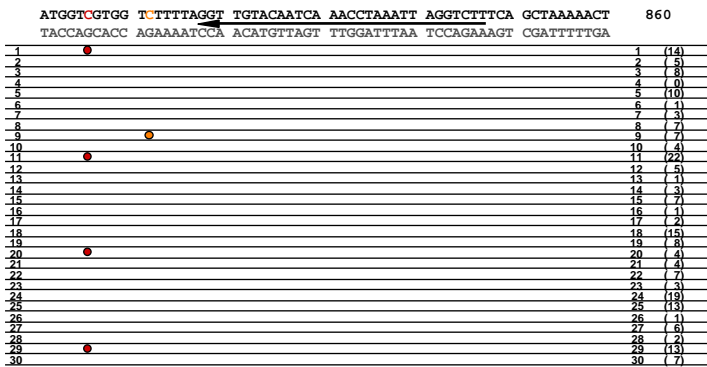 ATGGTCGTGG TCTTTTAGGT TGTACAATCA AACCTAAATT AGGTCTTTCA GCTAAAAACT 860
TACCAGCACC AGAAAATCCA ACATGTTAGT TTGGATTTAA TCCAGAAAGT CGATTTTTGA
1 1 (14)
2 2 ( 5)
3 3 ( 8)
4 4 ( 0)
5 5 (10)
6 6 ( 1)
7 7 ( 3)
8 8 ( 7)
9 9 ( 7)
10 10 ( 4)
11 11 (22)
12 12 ( 5)
13 13 ( 1)
14 14 ( 3)
15 15 ( 7)
16 16 ( 1)
17 17 ( 2)
18 18 (15)
19 19 ( 8)
20 20 ( 4)
21 21 ( 4)
22 22 ( 7)
23 23 ( 3)
24 24 (19)
25 25 (13)
26 26 ( 1)
27 27 ( 6)
28 28 ( 2)
29 29 (13)
30 30 ( 7)